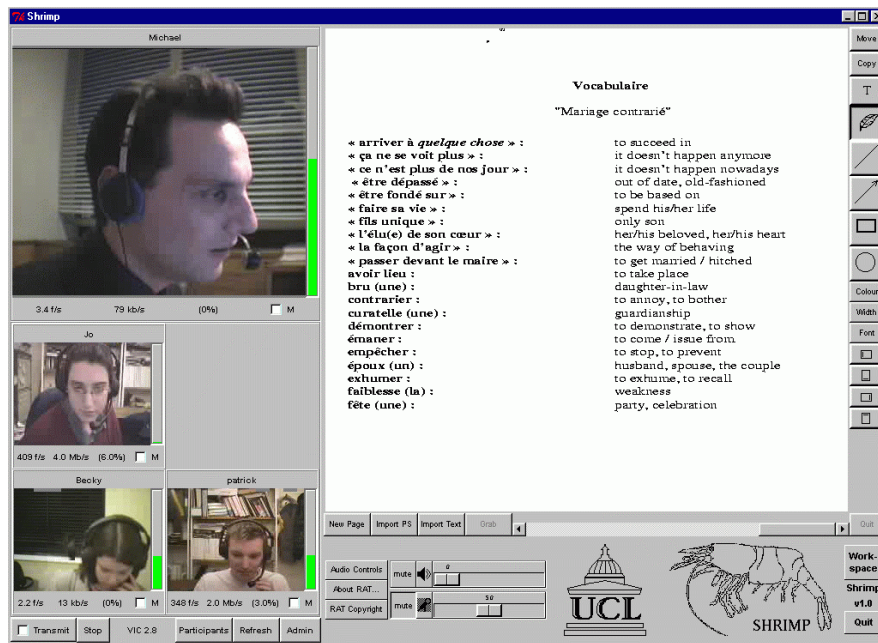 Shrimp
Michael
3.4 f/s 79 kb/s (0%) M
Jo
409 f/s 4.0 Mb/s (6.0%) M
Becky
patrick
2.2 f/s 13 kb/s (0%) M
348 f/s 2.0 Mb/s (3.0%) M
Transmit Stop VIC 2.8 Participants Refresh Admin
Vocabulaire
"Mariage contrarié"
« arriver à quelque chose » : to succeed in
« ça ne se voit plus » : it doesn't happen anymore
« ce n'est plus de nos jour » : it doesn't happen nowadays
« être dépassé » : out of date, old-fashioned
« être fondé sur » : to be based on
« faire sa vie » : spend his/her life
« fils unique » : only son
« l'élu(e) de son cœur » : her/his beloved, her/his heart
« la façon d'agir » : the way of behaving
« passer devant le maire » : to get married / hitched
avoir lieu : to take place
bru (une) : daughter-in-law
contrarier : to annoy, to bother
curatelle (une) : guardianship
démontrer : to demonstrate, to show
émaner : to come / issue from
empêcher : to stop, to prevent
époux (un) : husband, spouse, the couple
exhumer : to exhume, to recall
faiblesse (la) : weakness
fête (une) : party, celebration
Move
Copy
T
Colour
Width
Font
New Page Import PS Import Text Grab
Quit
Audio Controls
About RAT...
RAT Copyright
mute 0
mute 50
UCL
SHRIMP
Work-
space
Shrimp
v1.0
Quit